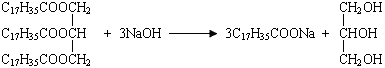 C₁₇H₃₅COOCH₂ CH₂OH
C₁₇H₃₅COOCH + 3NaOH ⟶ 3C₁₇H₃₅COONa + CHOH
C₁₇H₃₅COOCH₂ CH₂OH